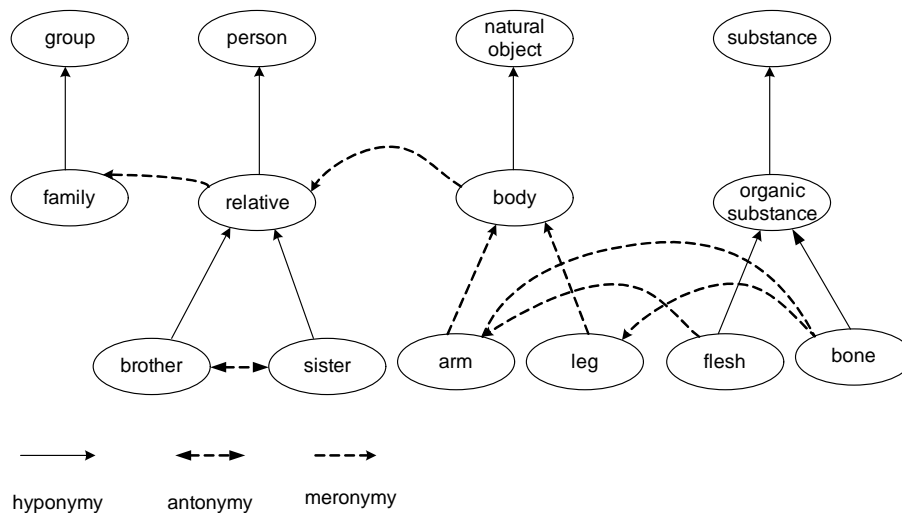 group
person
natural
object
substance
family
relative
body
organic
substance
brother
sister
arm
leg
flesh
bone
hyponymy
antonymy
meronymy